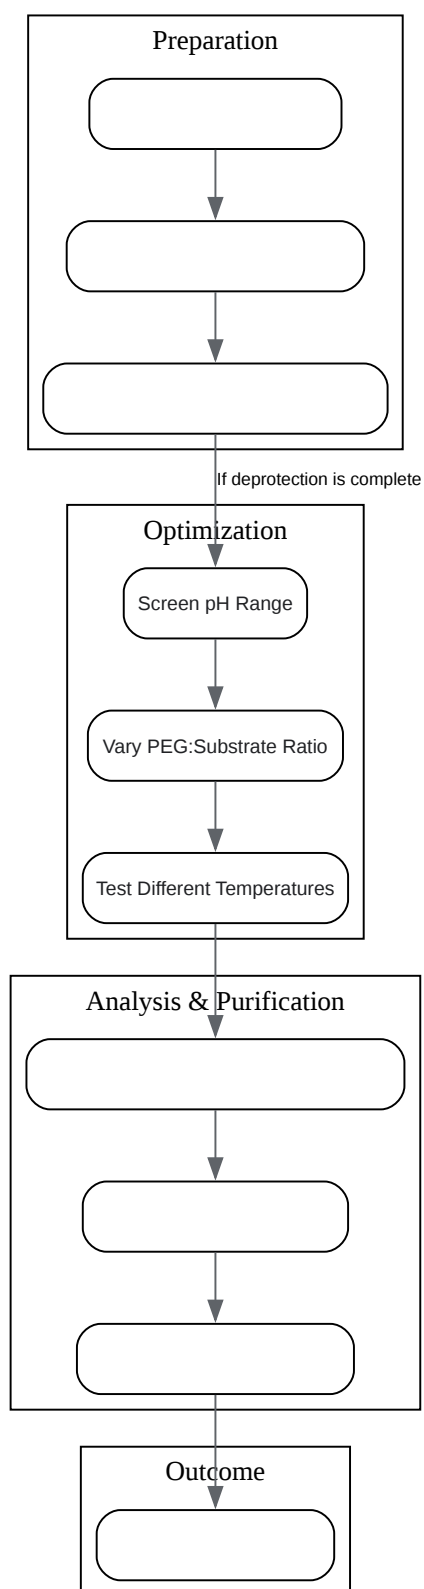 Preparation
If deprotection is complete
Optimization
Screen pH Range
Vary PEG:Substrate Ratio
Test Different Temperatures
Analysis & Purification
Outcome